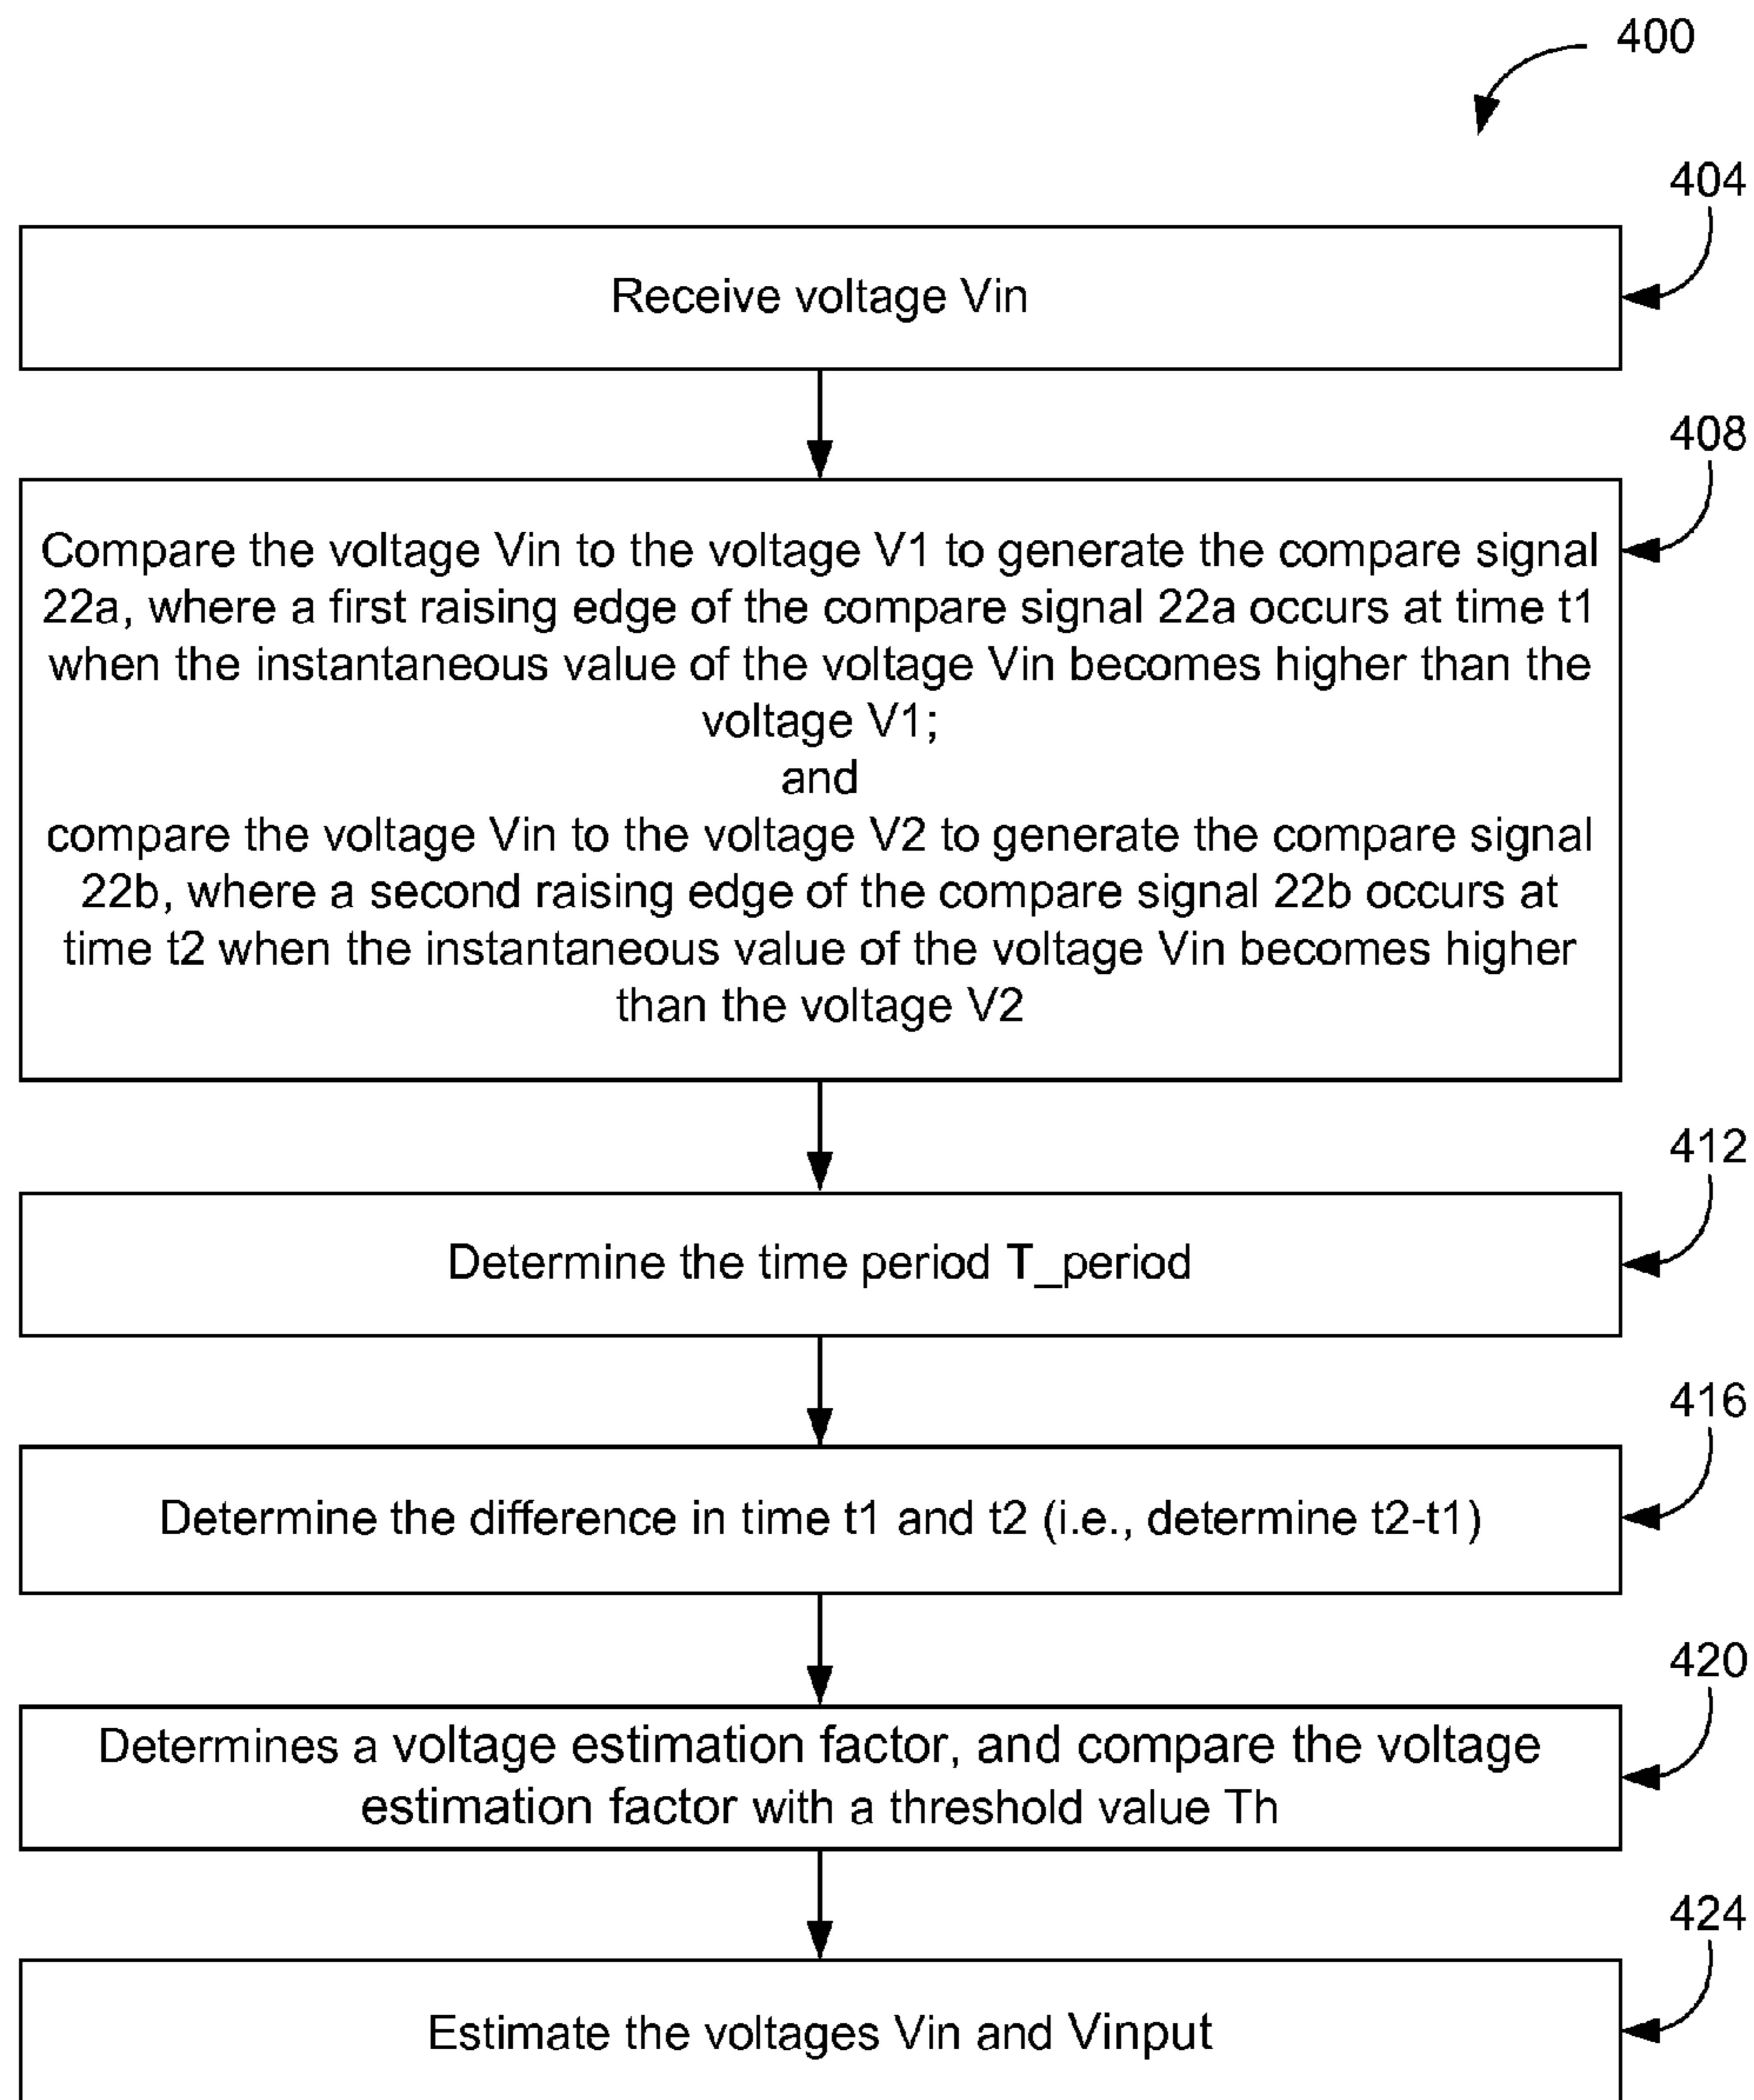 400
404
Receive voltage Vin
408
Compare the voltage Vin to the voltage V1 to generate the compare signal
22a, where a first raising edge of the compare signal 22a occurs at time t1
when the instantaneous value of the voltage Vin becomes higher than the
voltage V1;
and
compare the voltage Vin to the voltage V2 to generate the compare signal
22b, where a second raising edge of the compare signal 22b occurs at
time t2 when the instantaneous value of the voltage Vin becomes higher
than the voltage V2
412
Determine the time period T_period
416
Determine the difference in time t1 and t2 (i.e., determine t2-t1)
420
Determines a voltage estimation factor, and compare the voltage
estimation factor with a threshold value Th
424
Estimate the voltages Vin and Vinput